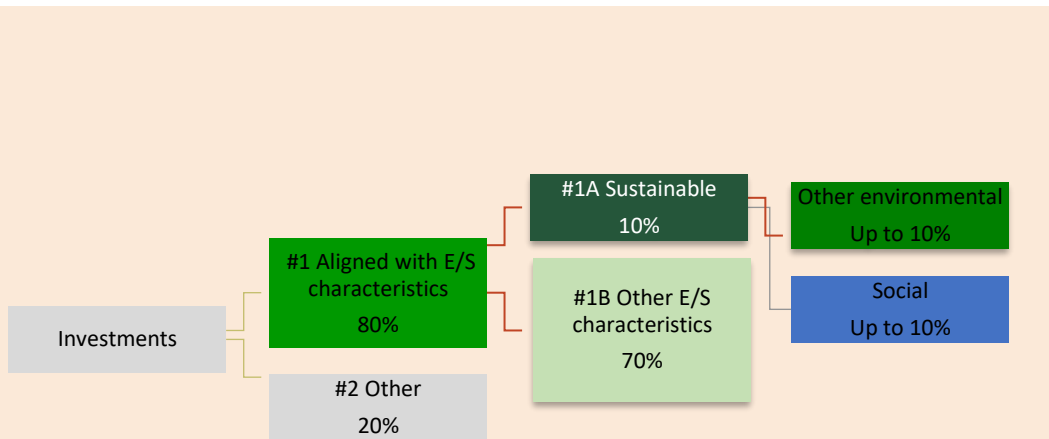 Investments
#1 Aligned with E/S
characteristics
80%
#2 Other
20%
#1A Sustainable
10%
#1B Other E/S
characteristics
70%
Other environmental
Up to 10%
Social
Up to 10%